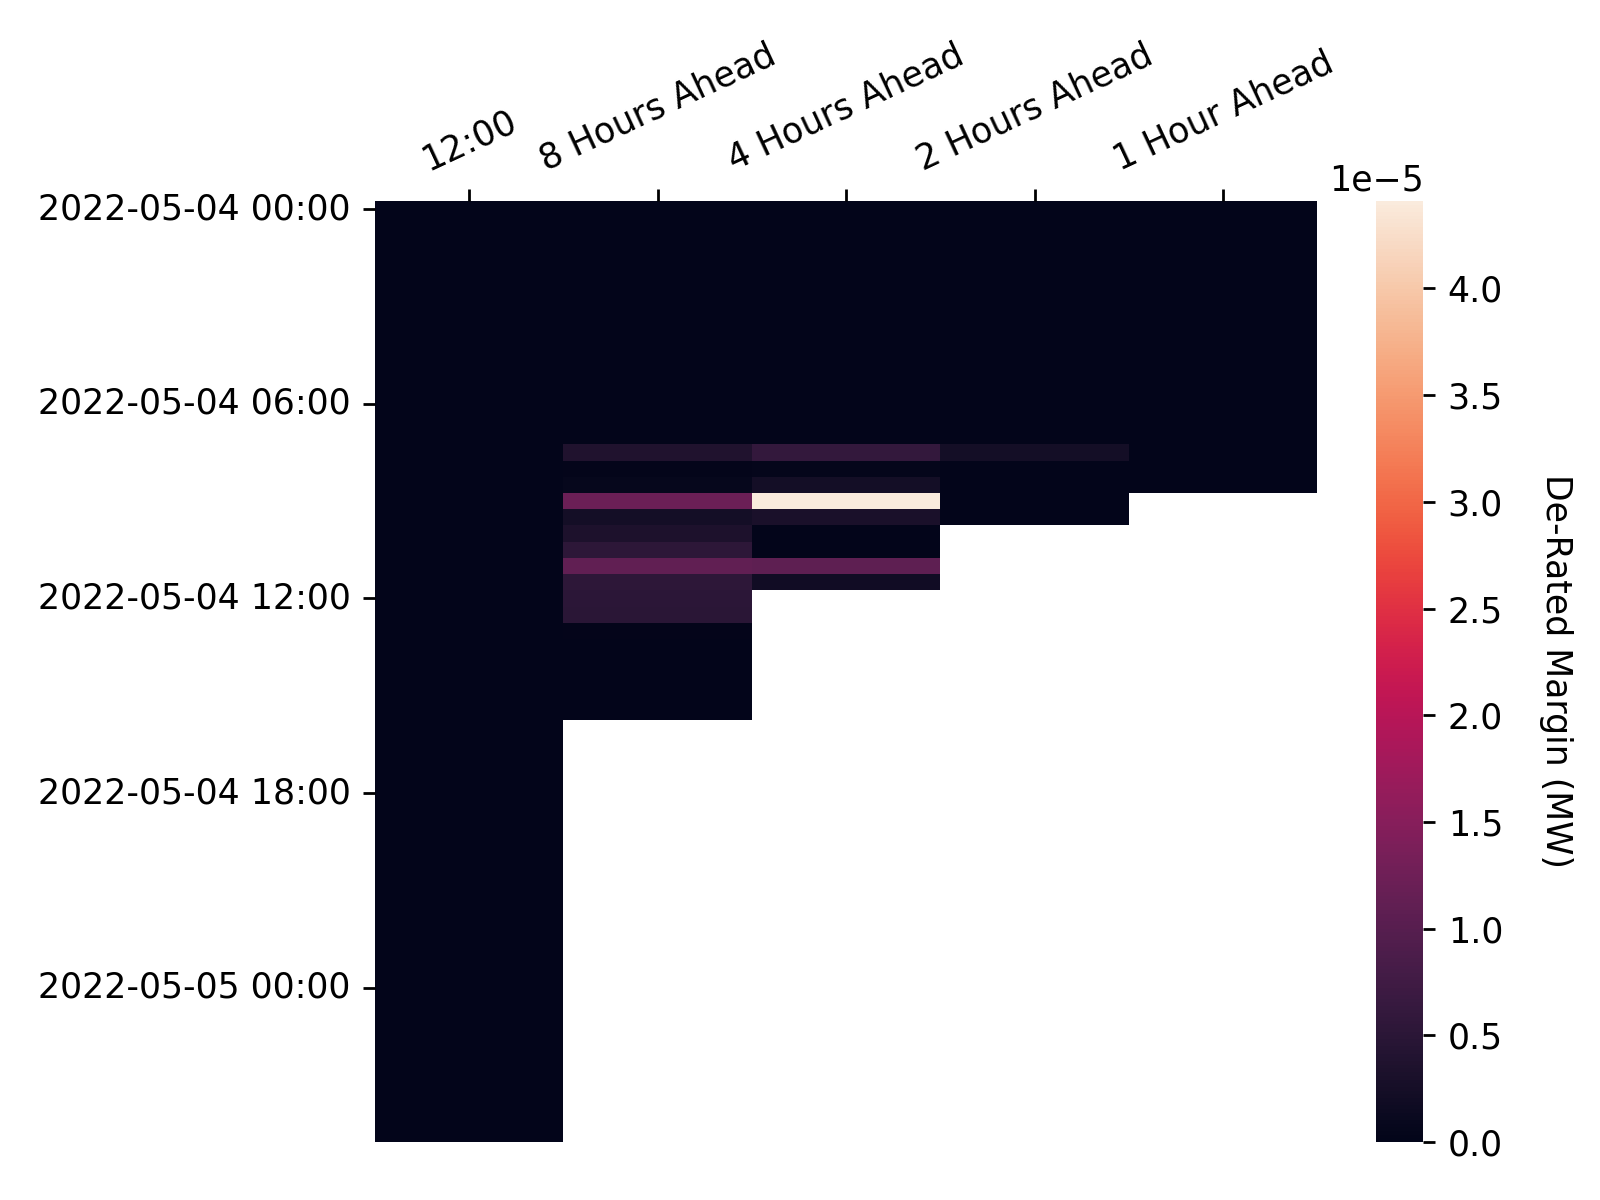 12:00
8 Hours Ahead
4 Hours Ahead
2 Hours Ahead
1 Hour Ahead
1e−5
2022-05-04 00:00
2022-05-04 06:00
2022-05-04 12:00
2022-05-04 18:00
2022-05-05 00:00
4.0
3.5
3.0
2.5
2.0
1.5
1.0
0.5
0.0
De-Rated Margin (MW)